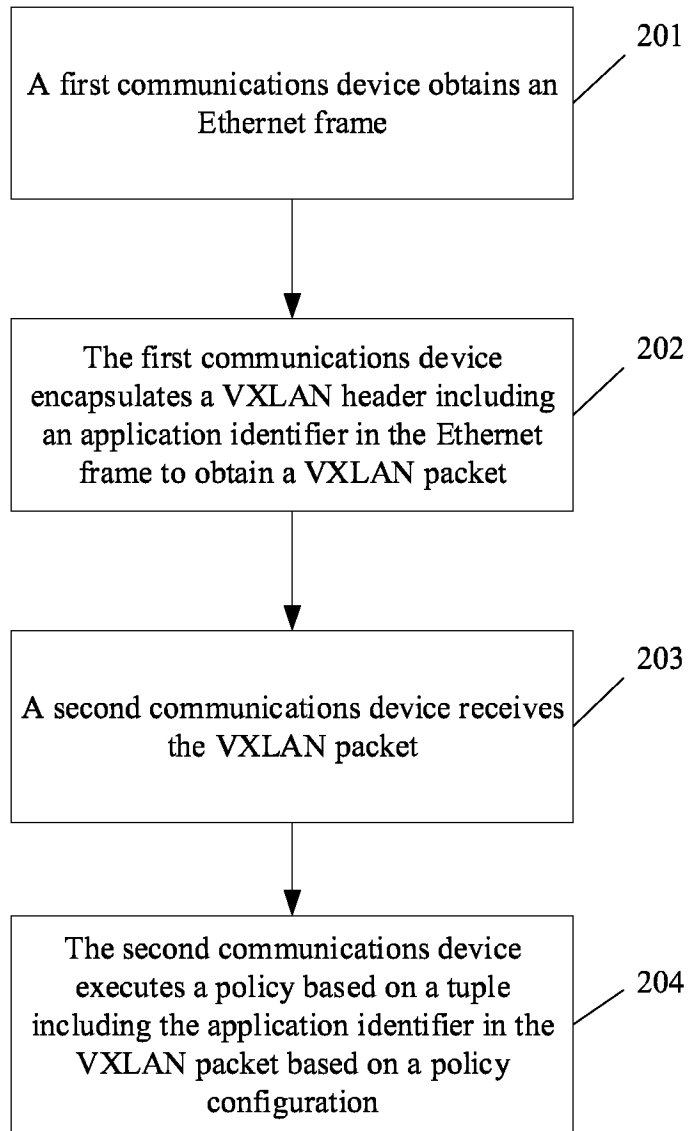 201
A first communications device obtains an
Ethernet frame
202
The first communications device
encapsulates a VXLAN header including
an application identifier in the Ethernet
frame to obtain a VXLAN packet
203
A second communications device receives
the VXLAN packet
204
The second communications device
executes a policy based on a tuple
including the application identifier in the
VXLAN packet based on a policy
configuration